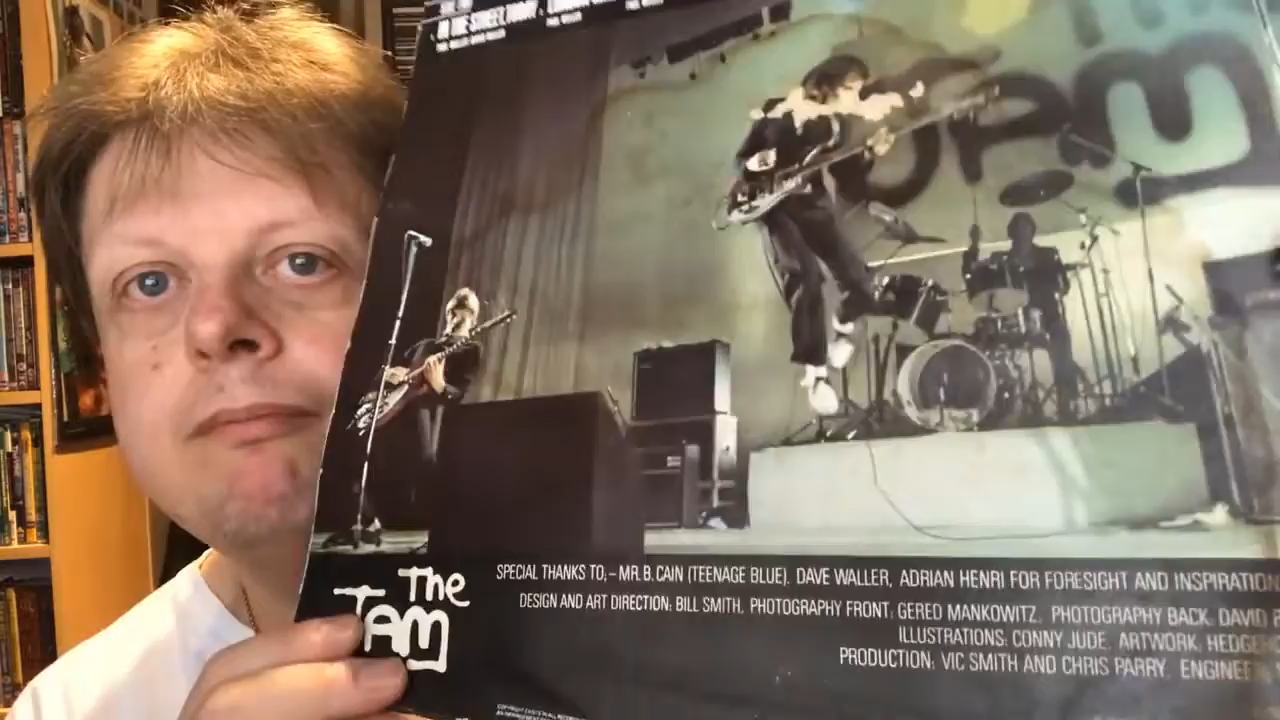 IN THE STREET, TODAY
The
JAM
SPECIAL THANKS TO; – MR. B. CAIN (TEENAGE BLUE). DAVE WALLER, ADRIAN HENRI FOR FORESIGHT AND INSPIRATION
DESIGN AND ART DIRECTION: BILL SMITH. PHOTOGRAPHY FRONT: GERED MANKOWITZ. PHOTOGRAPHY BACK: DAVID
ILLUSTRATIONS: CONNY JUDE. ARTWORK:
PRODUCTION: VIC SMITH AND CHRIS PARRY.